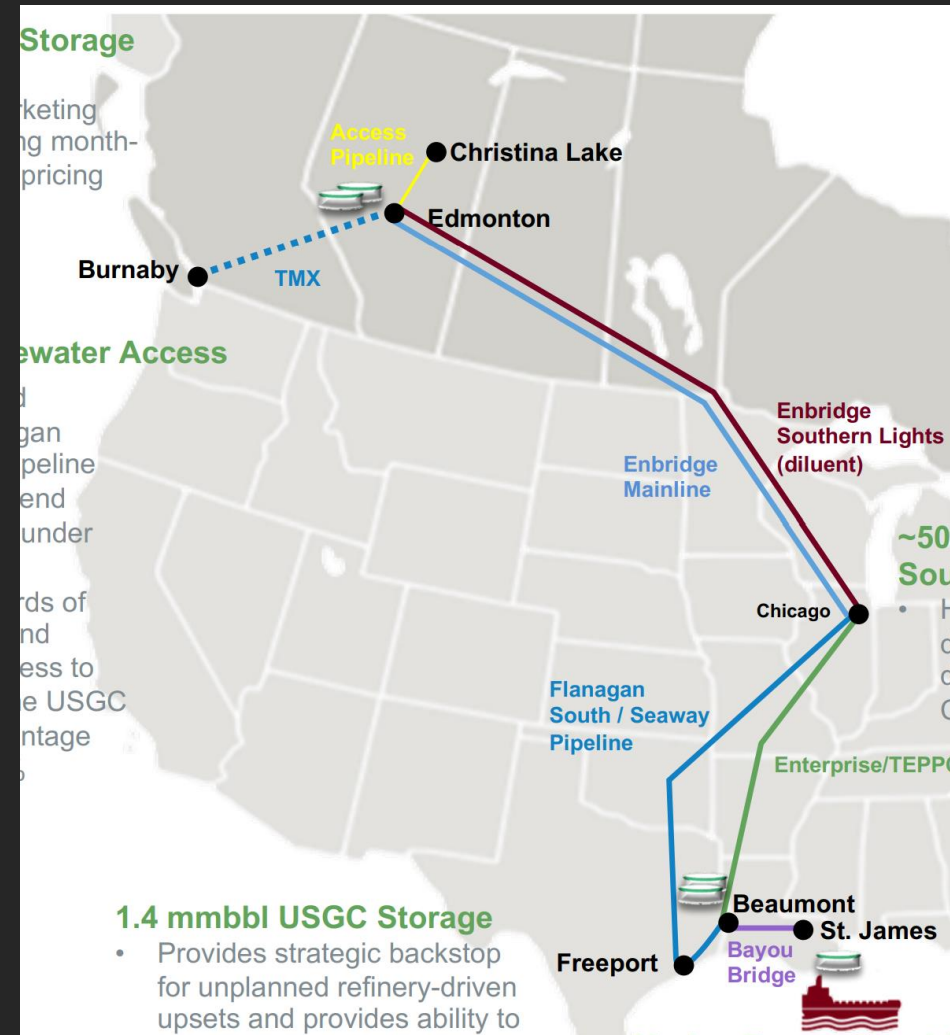 Storage
keting
ng month-
pricing
Access
Pipeline
Christina Lake
Edmonton
Burnaby
TMX
ewater Access
d
gan
peline
end
under
rds of
nd
ess to
e USGC
ntage
Enbridge
Southern Lights
(diluent)
Enbridge
Mainline
~50
Sou
• H
Chicago
Flanagan
South / Seaway
Pipeline
Enterprise/TEPP
1.4 mmbbl USGC Storage
• Provides strategic backstop
for unplanned refinery-driven
upsets and provides ability to
Beaumont
St. James
Bayou
Bridge
Freeport